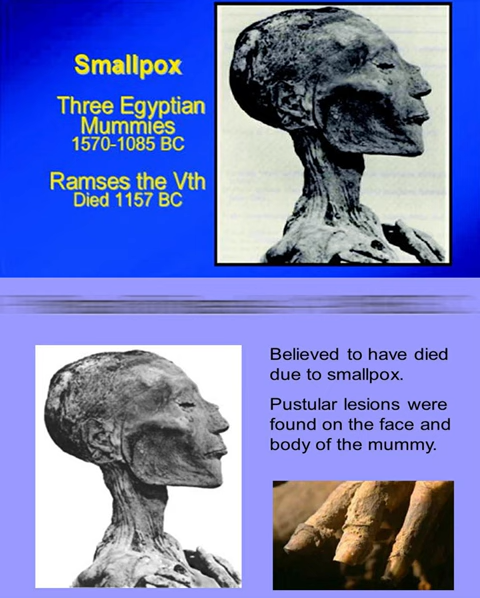 Smallpox
Three Egyptian
Mummies
1570-1085 BC
Ramses the Vth
Died 1157 BC
Believed to have died
due to smallpox.
Pustular lesions were
found on the face and
body of the mummy.